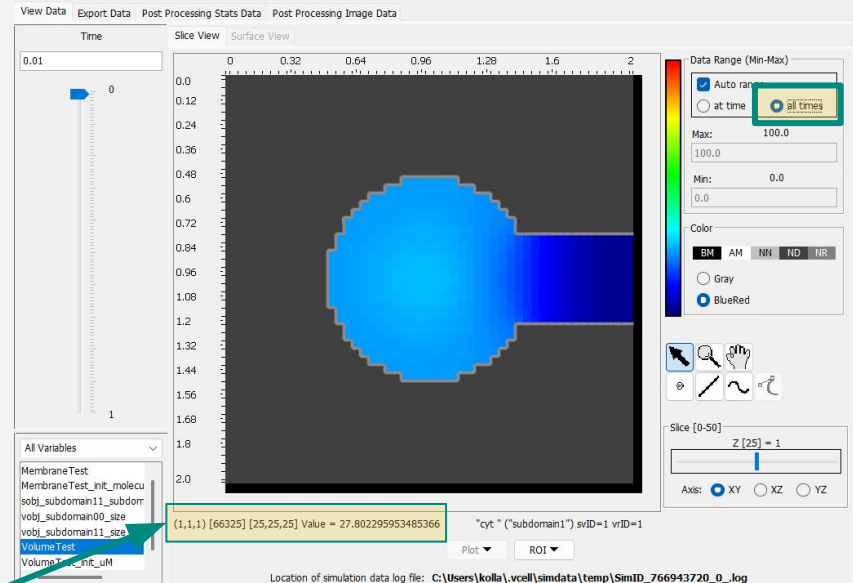 View Data Export Data Post Processing Stats Data Post Processing Image Data
Time
0.01
0
1
Slice View Surface View
0 0.32 0.64 0.96 1.28 1.6 2
0.0
0.12
0.24
0.36
0.48
0.6
0.72
0.84
0.96
1.08
1.2
1.32
1.44
1.56
1.68
1.8
2.0
Data Range (Min-Max)
Auto range
at time all times
Max: 100.0
100.0
Min: 0.0
0.0
Color
BM AM NN ND NR
Gray
BlueRed
Slice [0-50]
Z [25] = 1
Axis: XY XZ YZ
All Variables
MembraneTest
MembraneTest_init_molecu
sobj_subdomain11_subdom
vobj_subdomain00_size
vobj_subdomain11_size
VolumeTest
VolumeTest_init_uM
(1,1,1) [66325] [25,25,25] Value = 27.802295953485366
"cyt " ("subdomain1") svID=1 vrID=1
Plot ROI
Location of simulation data log file: C:\Users\kolla\.vcell\simdata\temp\SimID_766943720_0_.log